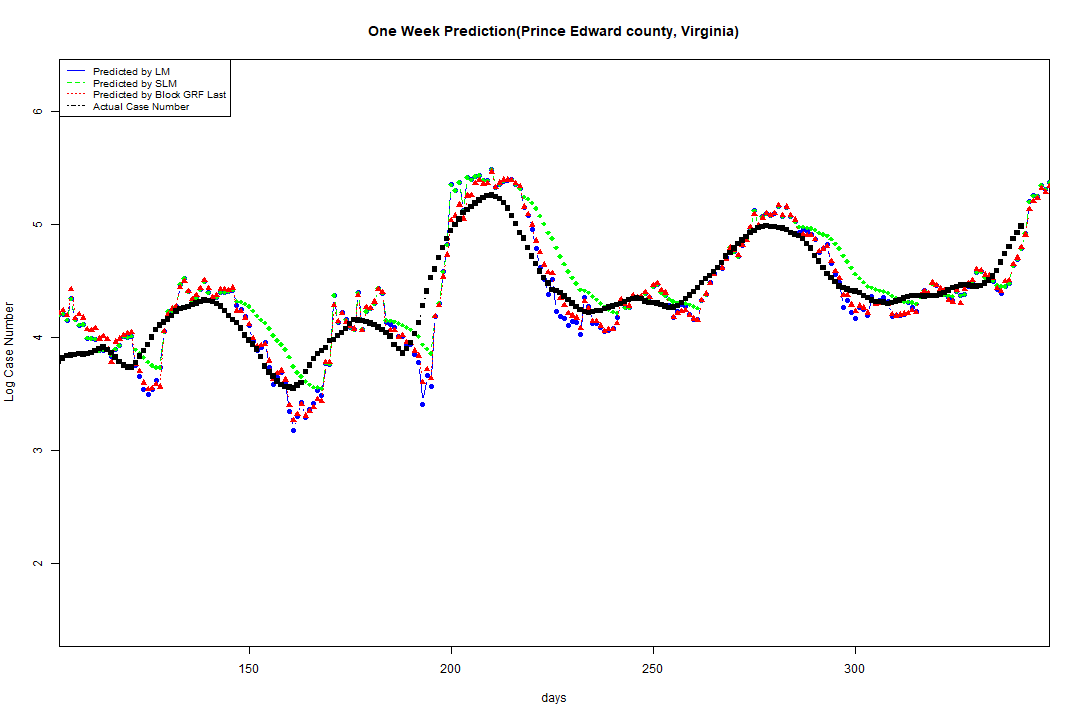 One Week Prediction(Prince Edward county, Virginia)
Predicted by LM
Predicted by SLM
Predicted by Block GRF Last
Actual Case Number
6
5
4
3
2
Log Case Number
150
200
250
300
days